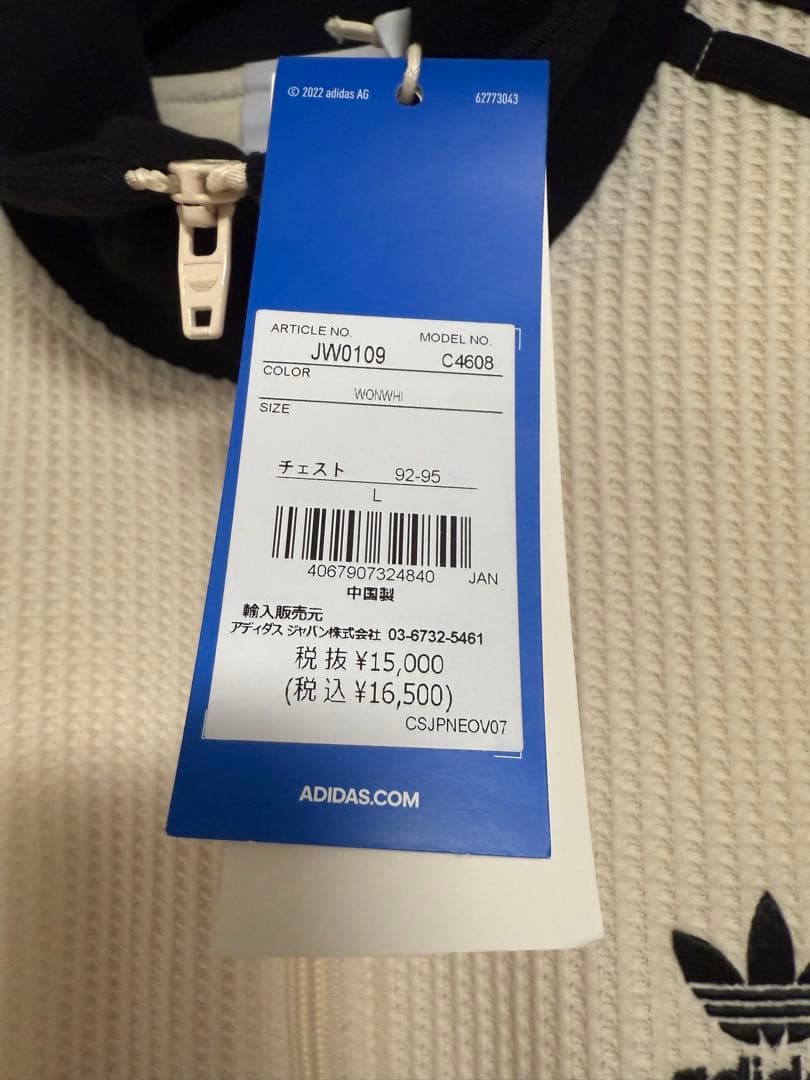 © 2022 adidas AG
62773043
ARTICLE NO.
MODEL NO.
JW0109
C4608
COLOR
WONWHI
SIZE
チェスト 92-95
L
4067907324840 JAN
中国製
輸入販売元
アディダス ジャパン株式会社 03-6732-5461
税抜 ¥15,000
(税込 ¥16,500)
CSJPNEOV07
ADIDAS.COM